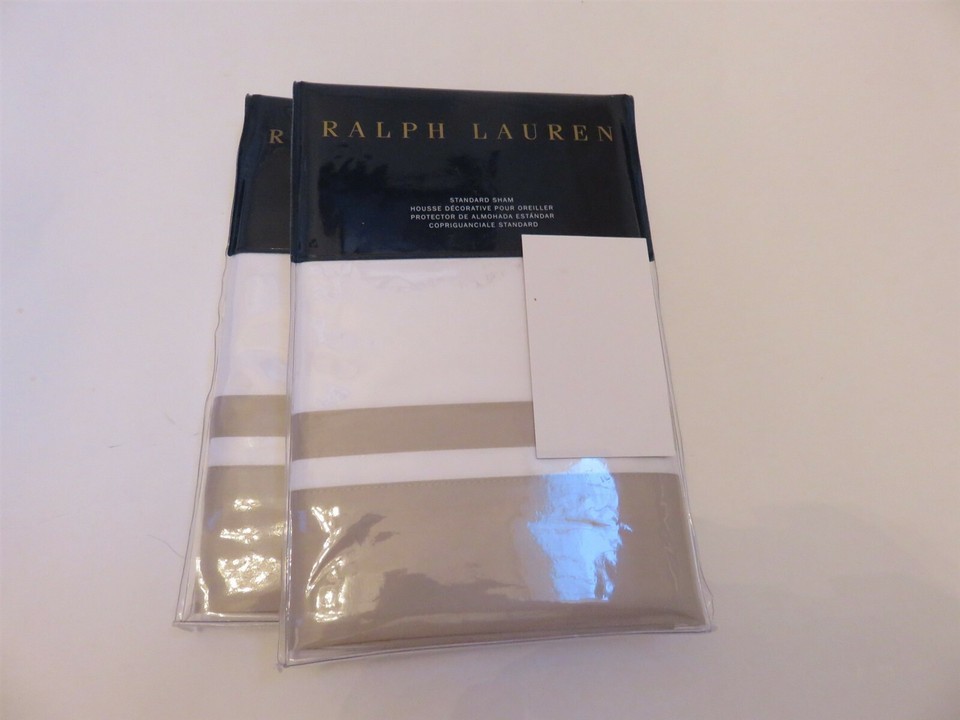 R
RALPH LAUREN
STANDARD SHAM
HOUSSE DÉCORATIVE POUR OREILLER
PROTECTOR DE ALMOHADA ESTÁNDAR
COPRIGUANCIALE STANDARD